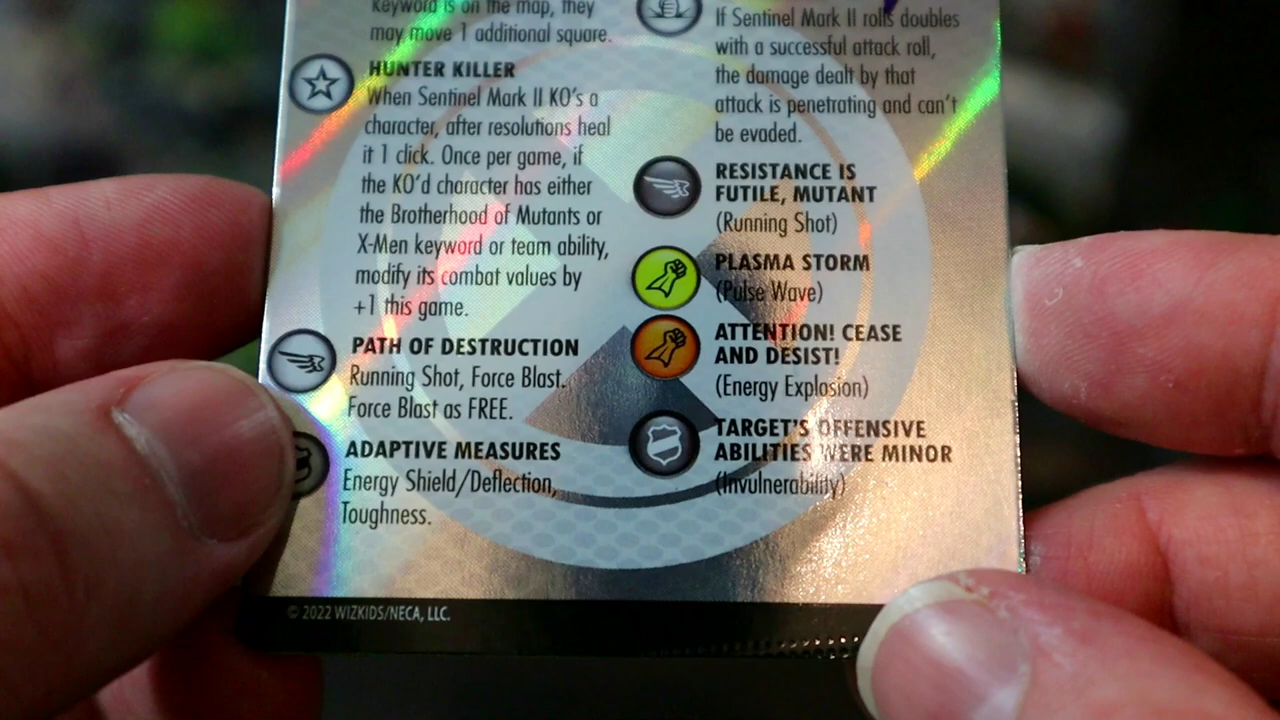 keyword is on the map, they
may move 1 additional square.
HUNTER KILLER
When Sentinel Mark II KO's a
character, after resolutions heal
it 1 click. Once per game, if
the KO'd character has either
the Brotherhood of Mutants or
X-Men keyword or team ability,
modify its combat values by
+1 this game.
PATH OF DESTRUCTION
Running Shot, Force Blast.
Force Blast as FREE.
ADAPTIVE MEASURES
Energy Shield/Deflection,
Toughness.
If Sentinel Mark II rolls doubles
with a successful attack roll,
the damage dealt by that
attack is penetrating and can't
be evaded.
RESISTANCE IS
FUTILE, MUTANT
(Running Shot)
PLASMA STORM
(Pulse Wave)
ATTENTION! CEASE
AND DESIST!
(Energy Explosion)
TARGET'S OFFENSIVE
ABILITIES WERE MINOR
(Invulnerability)
© 2022 WIZKIDS/NECA, LLC.